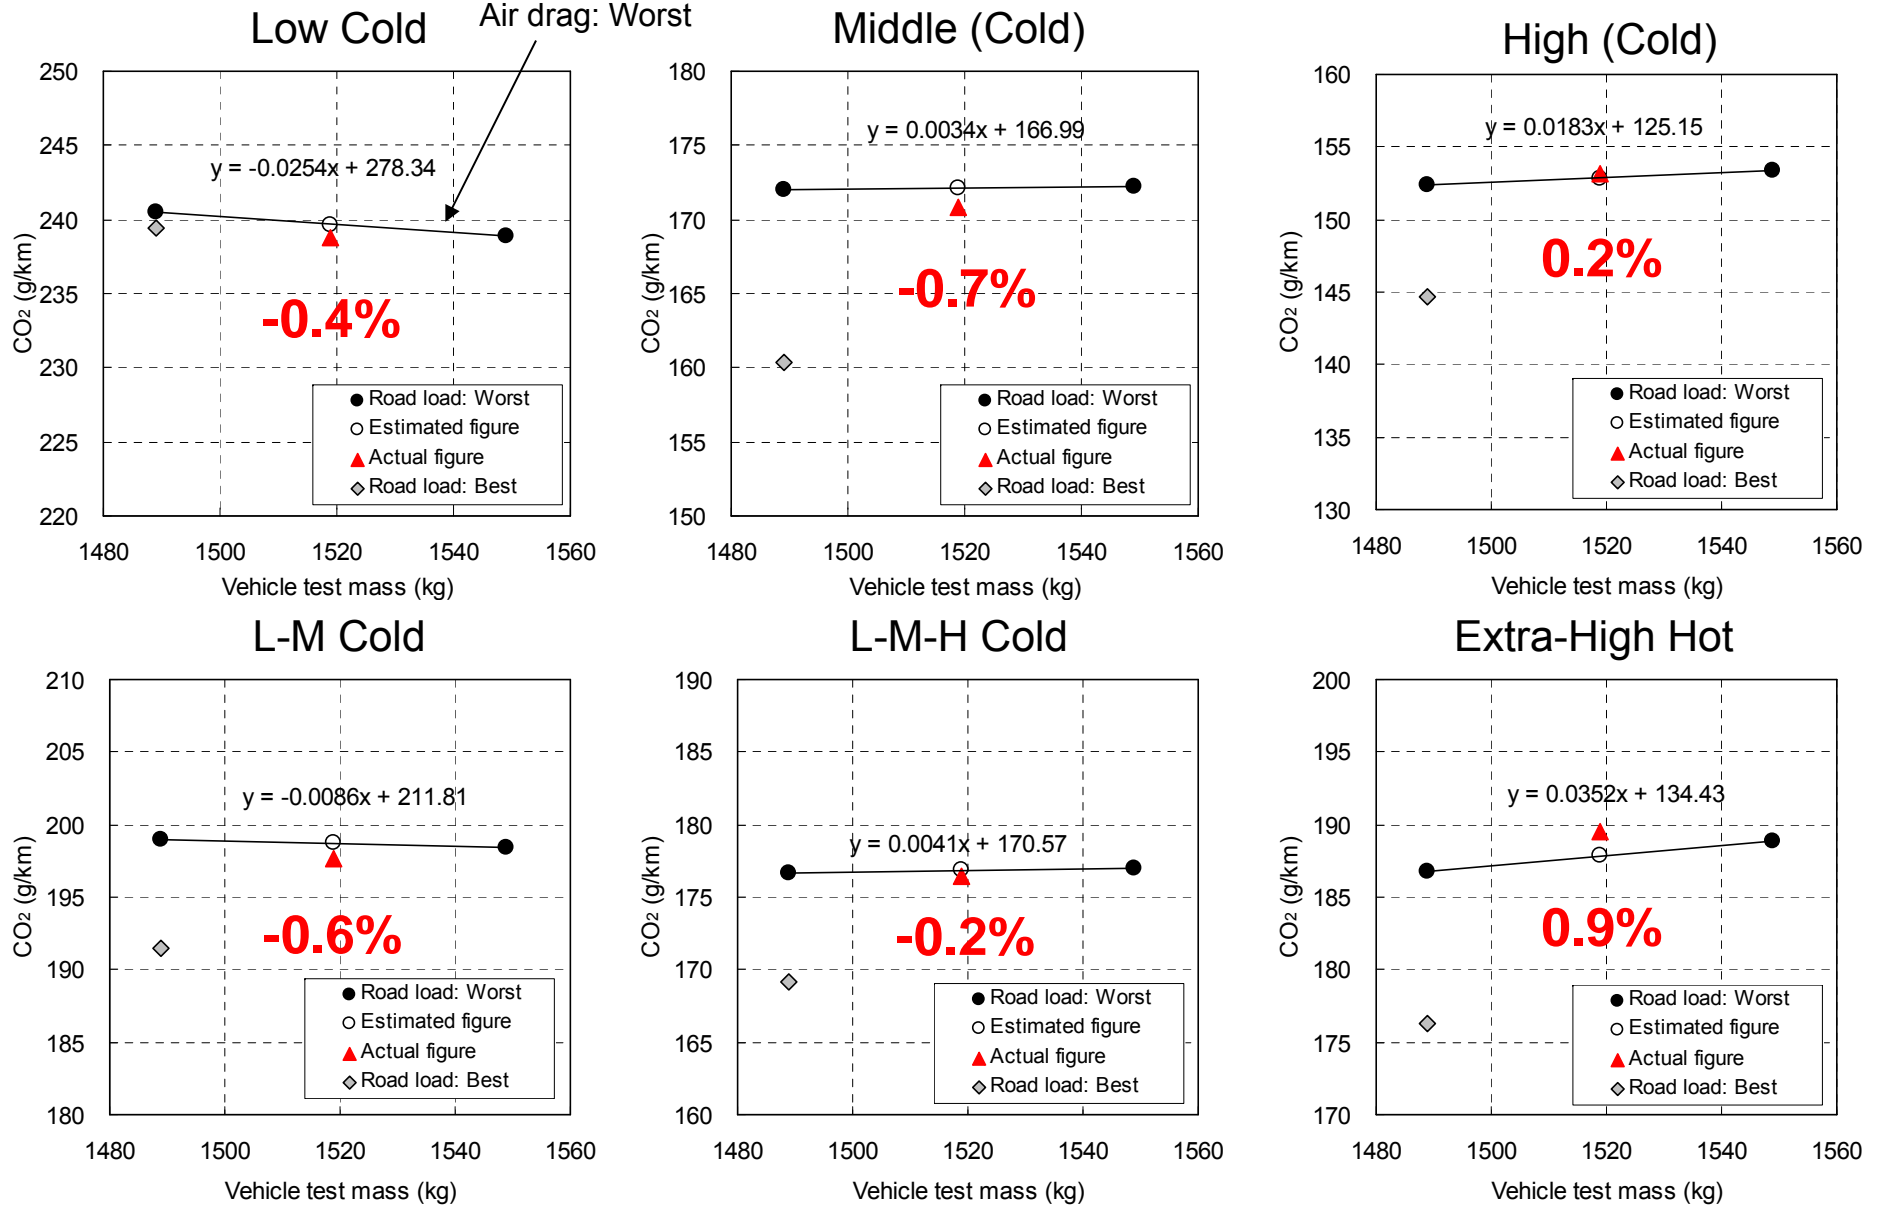 Air drag: Worst
Low Cold
250
245
240
235
230
225
220
CO2 (g/km)
y = -0.0254x + 278.34
-0.4%
Road load: Worst
Estimated figure
Actual figure
Road load: Best
1480 1500 1520 1540 1560
Vehicle test mass (kg)
Middle (Cold)
180
175
170
165
160
155
150
CO2 (g/km)
y = 0.0034x + 166.99
-0.7%
Road load: Worst
Estimated figure
Actual figure
Road load: Best
1480 1500 1520 1540 1560
Vehicle test mass (kg)
High (Cold)
160
155
150
145
140
135
130
CO2 (g/km)
y = 0.0183x + 125.15
0.2%
Road load: Worst
Estimated figure
Actual figure
Road load: Best
1480 1500 1520 1540 1560
Vehicle test mass (kg)
L-M Cold
210
205
200
195
190
185
180
CO2 (g/km)
y = -0.0086x + 211.81
-0.6%
Road load: Worst
Estimated figure
Actual figure
Road load: Best
1480 1500 1520 1540 1560
Vehicle test mass (kg)
L-M-H Cold
190
185
180
175
170
165
160
CO2 (g/km)
y = 0.0041x + 170.57
-0.2%
Road load: Worst
Estimated figure
Actual figure
Road load: Best
1480 1500 1520 1540 1560
Vehicle test mass (kg)
Extra-High Hot
200
195
190
185
180
175
170
CO2 (g/km)
y = 0.0352x + 134.43
0.9%
Road load: Worst
Estimated figure
Actual figure
Road load: Best
1480 1500 1520 1540 1560
Vehicle test mass (kg)